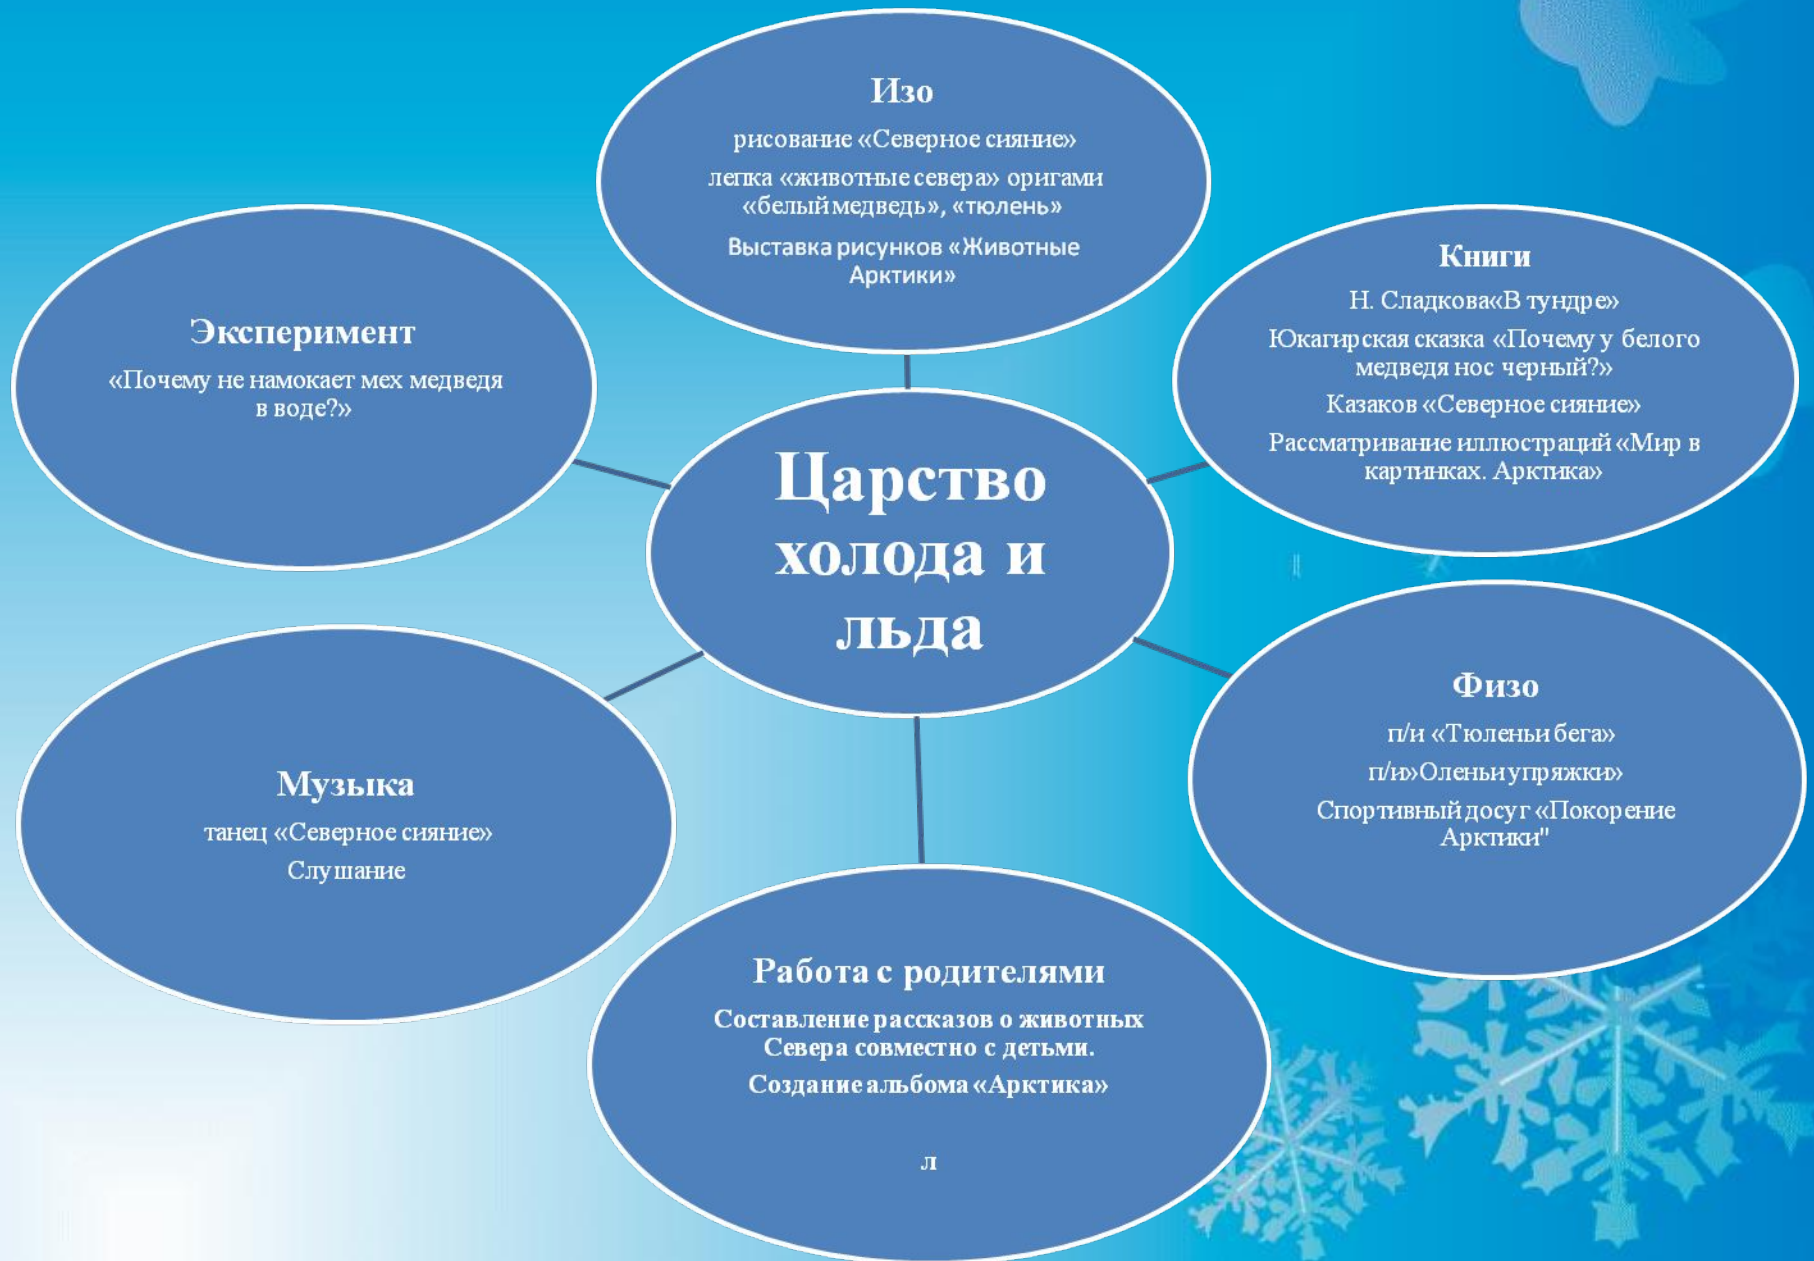 Изо
рисование «Северное сияние»
лепка «животные севера» оригами
«белый медведь», «тюлень»
Выставка рисунков «Животные
Арктики»
Книги
Н. Сладкова«В тундре»
Юкагирская сказка «Почему у белого
медведя нос черный?»
Казаков «Северное сияние»
Рассматривание иллюстраций «Мир в
картинках. Арктика»
Эксперимент
«Почему не намокает мех медведя
в воде?»
Царство
холода и
льда
Физо
п/и «Тюленьи бега»
п/и»Оленьи упряжки»
Спортивный досуг «Покорение
Арктики"
Музыка
танец «Северное сияние»
Слушание
Работа с родителями
Составление рассказов о животных
Севера совместно с детьми.
Создание альбома «Арктика»
л